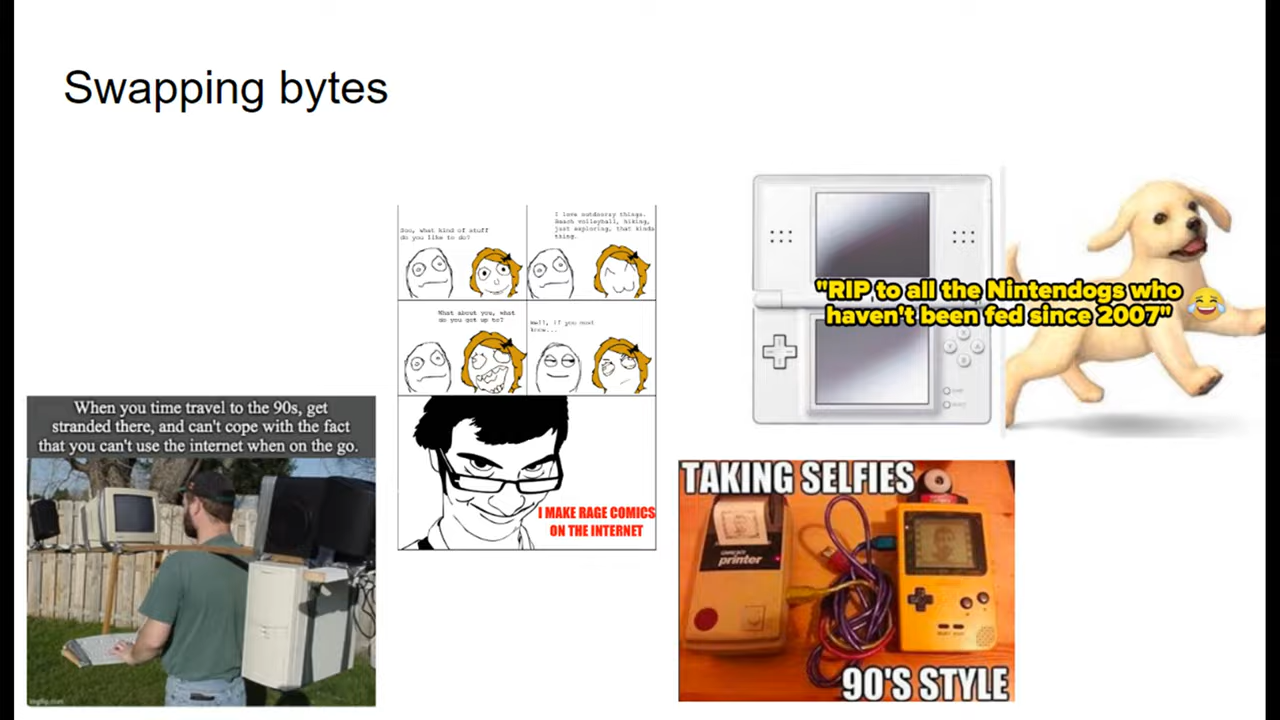 Swapping bytes
Soo, what kind of stuff
do you like to do?
I love outdoorsy things.
Beach volleyball, hiking,
just exploring, that kinda
thing.
What about you, what
do you get up to?
Well, if you must
know...
I MAKE RAGE COMICS
ON THE INTERNET
"RIP to all the Nintendogs who
haven't been fed since 2007"
When you time travel to the 90s, get
stranded there, and can't cope with the fact
that you can't use the internet when on the go.
imgflip.com
TAKING SELFIES
GAME BOY
printer
90'S STYLE